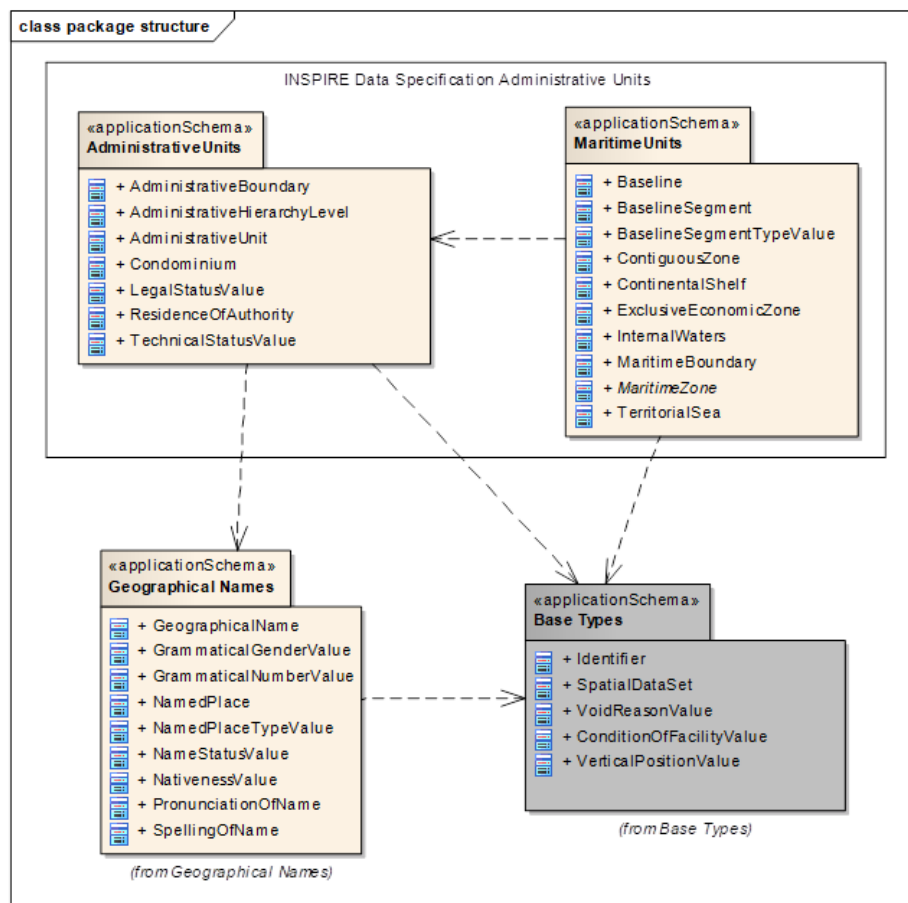 class package structure
INSPIRE Data Specification Administrative Units
«applicationSchema»
AdministrativeUnits
+ AdministrativeBoundary
+ AdministrativeHierarchyLevel
+ AdministrativeUnit
+ Condominium
+ LegalStatusValue
+ ResidenceOfAuthority
+ TechnicalStatusValue
«applicationSchema»
MaritimeUnits
+ Baseline
+ BaselineSegment
+ BaselineSegmentTypeValue
+ ContiguousZone
+ ContinentalShelf
+ ExclusiveEconomicZone
+ InternalWaters
+ MaritimeBoundary
+ MaritimeZone
+ TerritorialSea
«applicationSchema»
Geographical Names
+ GeographicalName
+ GrammaticalGenderValue
+ GrammaticalNumberValue
+ NamedPlace
+ NamedPlaceTypeValue
+ NameStatusValue
+ NativenessValue
+ PronunciationOfName
+ SpellingOfName
(from Geographical Names)
«applicationSchema»
Base Types
+ Identifier
+ SpatialDataSet
+ VoidReasonValue
+ ConditionOfFacilityValue
+ VerticalPositionValue
(from Base Types)